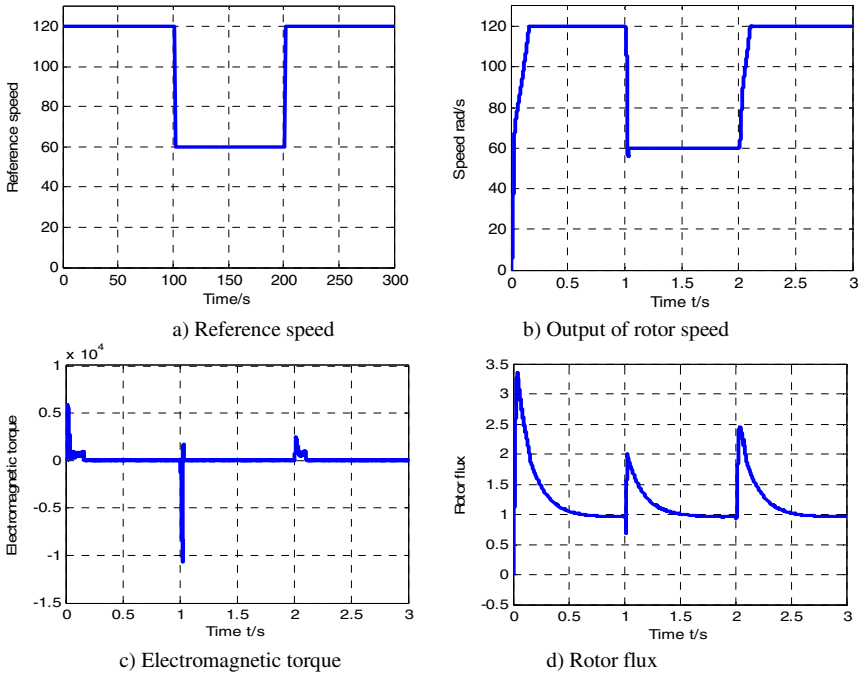 120
100
80
60
40
20
0
Reference speed
0 50 100 150 200 250 300
Time/s
a) Reference speed
120
100
80
60
40
20
0
Speed rad/s
0 0.5 1 1.5 2 2.5 3
Time t/s
b) Output of rotor speed
x 10^4
1
0.5
0
-0.5
-1
-1.5
Electromagnetic torque
0 0.5 1 1.5 2 2.5 3
Time t/s
c) Electromagnetic torque
3.5
3
2.5
2
1.5
1
0.5
0
-0.5
Rotor flux
0 0.5 1 1.5 2 2.5 3
Time t/s
d) Rotor flux